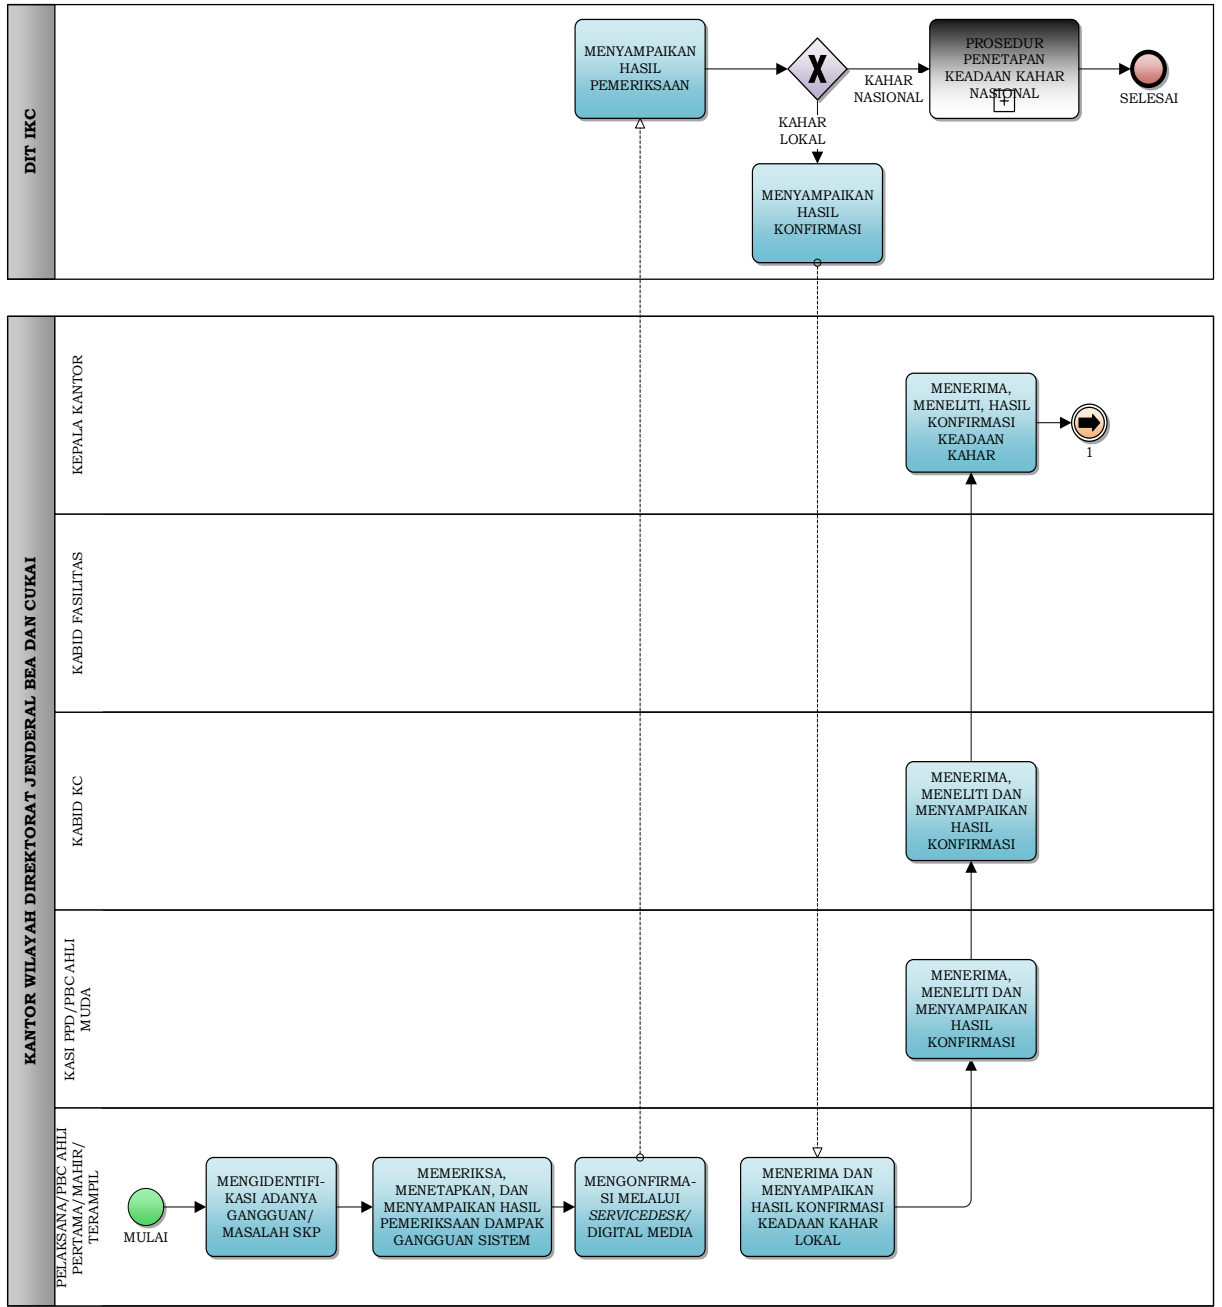 DIT IKC
MENYAMPAIKAN
HASIL
PEMERIKSAAN
KAHAR
NASIONAL
KAHAR
LOKAL
PROSEDUR
PENETAPAN
KEADAAN KAHAR
NASIONAL
SELESAI
MENYAMPAIKAN
HASIL
KONFIRMASI
KANTOR WILAYAH DIREKTORAT JENDERAL BEA DAN CUKAI
KEPALA KANTOR
MENERIMA,
MENELITI, HASIL
KONFIRMASI
KEADAAN
KAHAR
1
KABID FASILITAS
KABID KC
MENERIMA,
MENELITI DAN
MENYAMPAIKAN
HASIL
KONFIRMASI
KASI PPD/PBC AHLI
MUDA
MENERIMA,
MENELITI DAN
MENYAMPAIKAN
HASIL
KONFIRMASI
PELAKSANA/PBC AHLI
PERTAMA/MAHIR/
TERAMPIL
MULAI
MENGIDENTIFI-
KASI ADANYA
GANGGUAN/
MASALAH SKP
MEMERIKSA,
MENETAPKAN, DAN
MENYAMPAIKAN HASIL
PEMERIKSAAN DAMPAK
GANGGUAN SISTEM
MENGONFIRMA-
SI MELALUI
SERVICEDESK/
DIGITAL MEDIA
MENERIMA DAN
MENYAMPAIKAN
HASIL KONFIRMASI
KEADAAN KAHAR
LOKAL